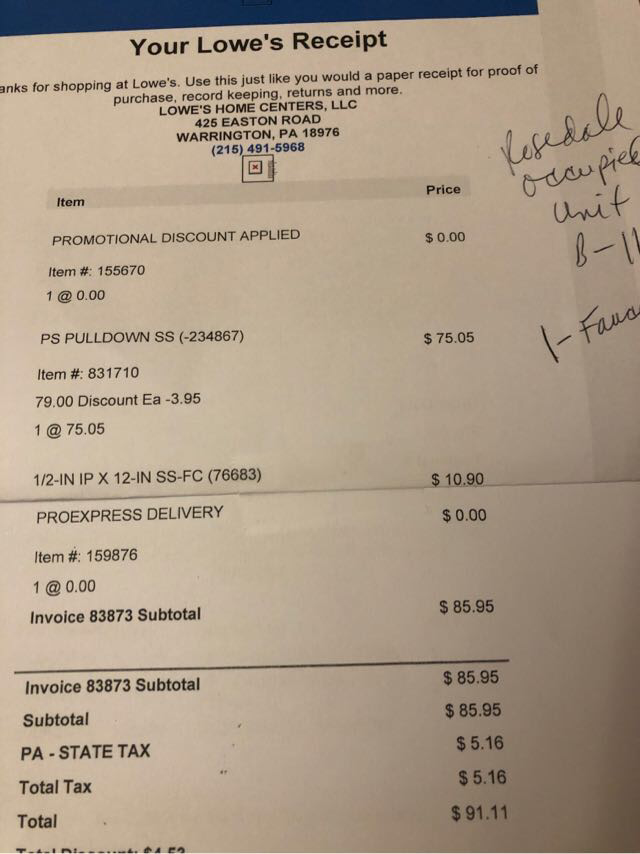 Your Lowe's Receipt
anks for shopping at Lowe's. Use this just like you would a paper receipt for proof of
purchase, record keeping, returns and more.
LOWE'S HOME CENTERS, LLC
425 EASTON ROAD
WARRINGTON, PA 18976
(215) 491-5968
Rosedale
occupied
unit
B-11
1- Fauc
Item Price
PROMOTIONAL DISCOUNT APPLIED $ 0.00
Item #: 155670
1 @ 0.00
PS PULLDOWN SS (-234867) $ 75.05
Item #: 831710
79.00 Discount Ea -3.95
1 @ 75.05
1/2-IN IP X 12-IN SS-FC (76683) $ 10.90
PROEXPRESS DELIVERY $ 0.00
Item #: 159876
1 @ 0.00
Invoice 83873 Subtotal $ 85.95
Invoice 83873 Subtotal $ 85.95
Subtotal $ 85.95
PA - STATE TAX $ 5.16
Total Tax $ 5.16
Total $ 91.11
Total Discount: $4.53